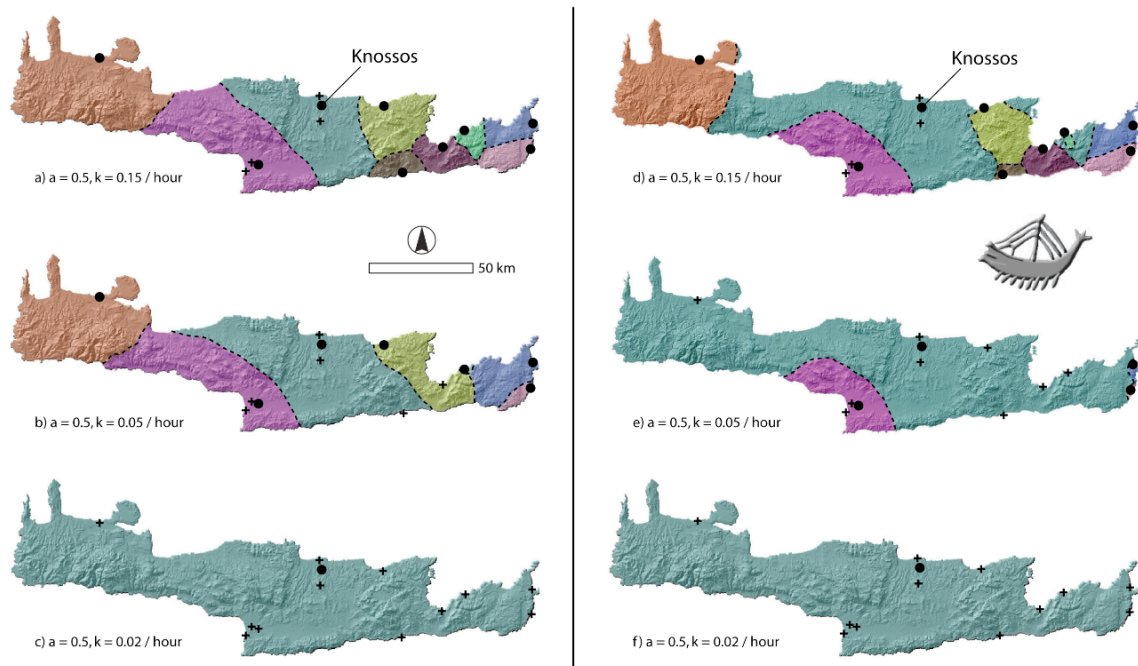 Knossos
a) a = 0.5, k = 0.15 / hour
50 km
b) a = 0.5, k = 0.05 / hour
c) a = 0.5, k = 0.02 / hour
Knossos
d) a = 0.5, k = 0.15 / hour
e) a = 0.5, k = 0.05 / hour
f) a = 0.5, k = 0.02 / hour